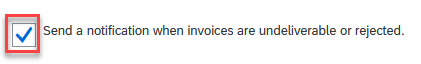 Send a notification when invoices are undeliverable or rejected.